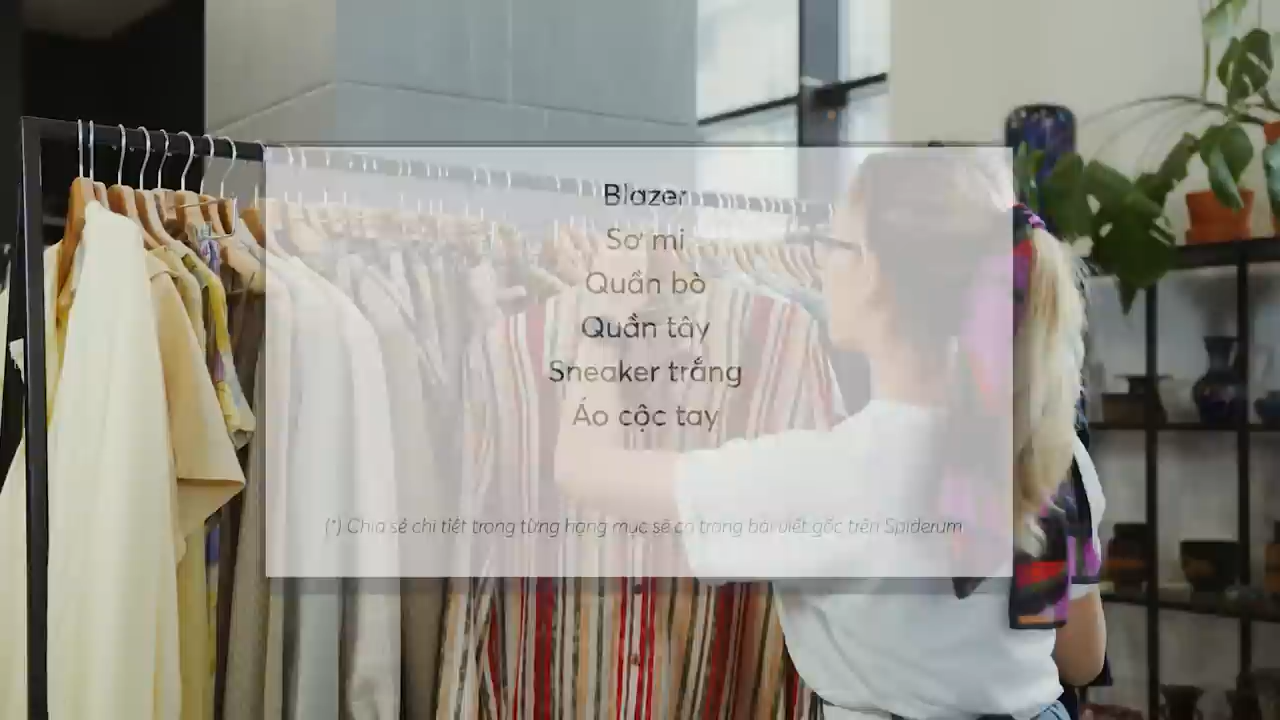 Blazer
Sơ mi
Quần bò
Quần tây
Sneaker trắng
Áo cộc tay
(*) Chia sẻ chi tiết trong từng hạng mục sẽ có trong bài viết gốc trên Spiderum